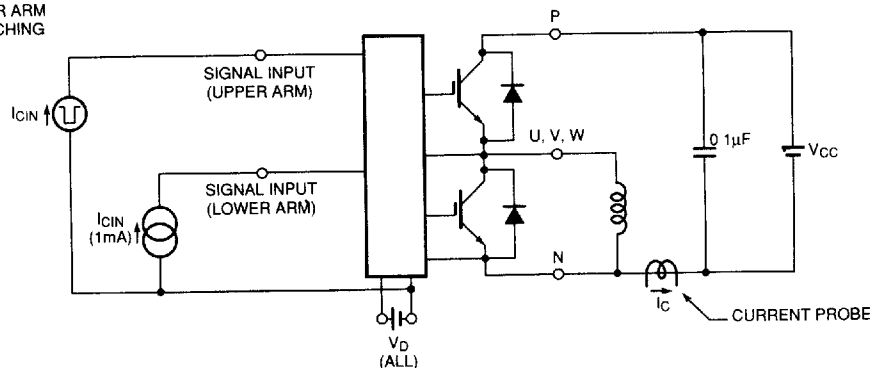 ER ARM
CHING
SIGNAL INPUT
(UPPER ARM)
ICIN
SIGNAL INPUT
(LOWER ARM)
ICIN
(1mA)
VD
(ALL)
P
U, V, W
N
0 1µF
VCC
IC
CURRENT PROBE